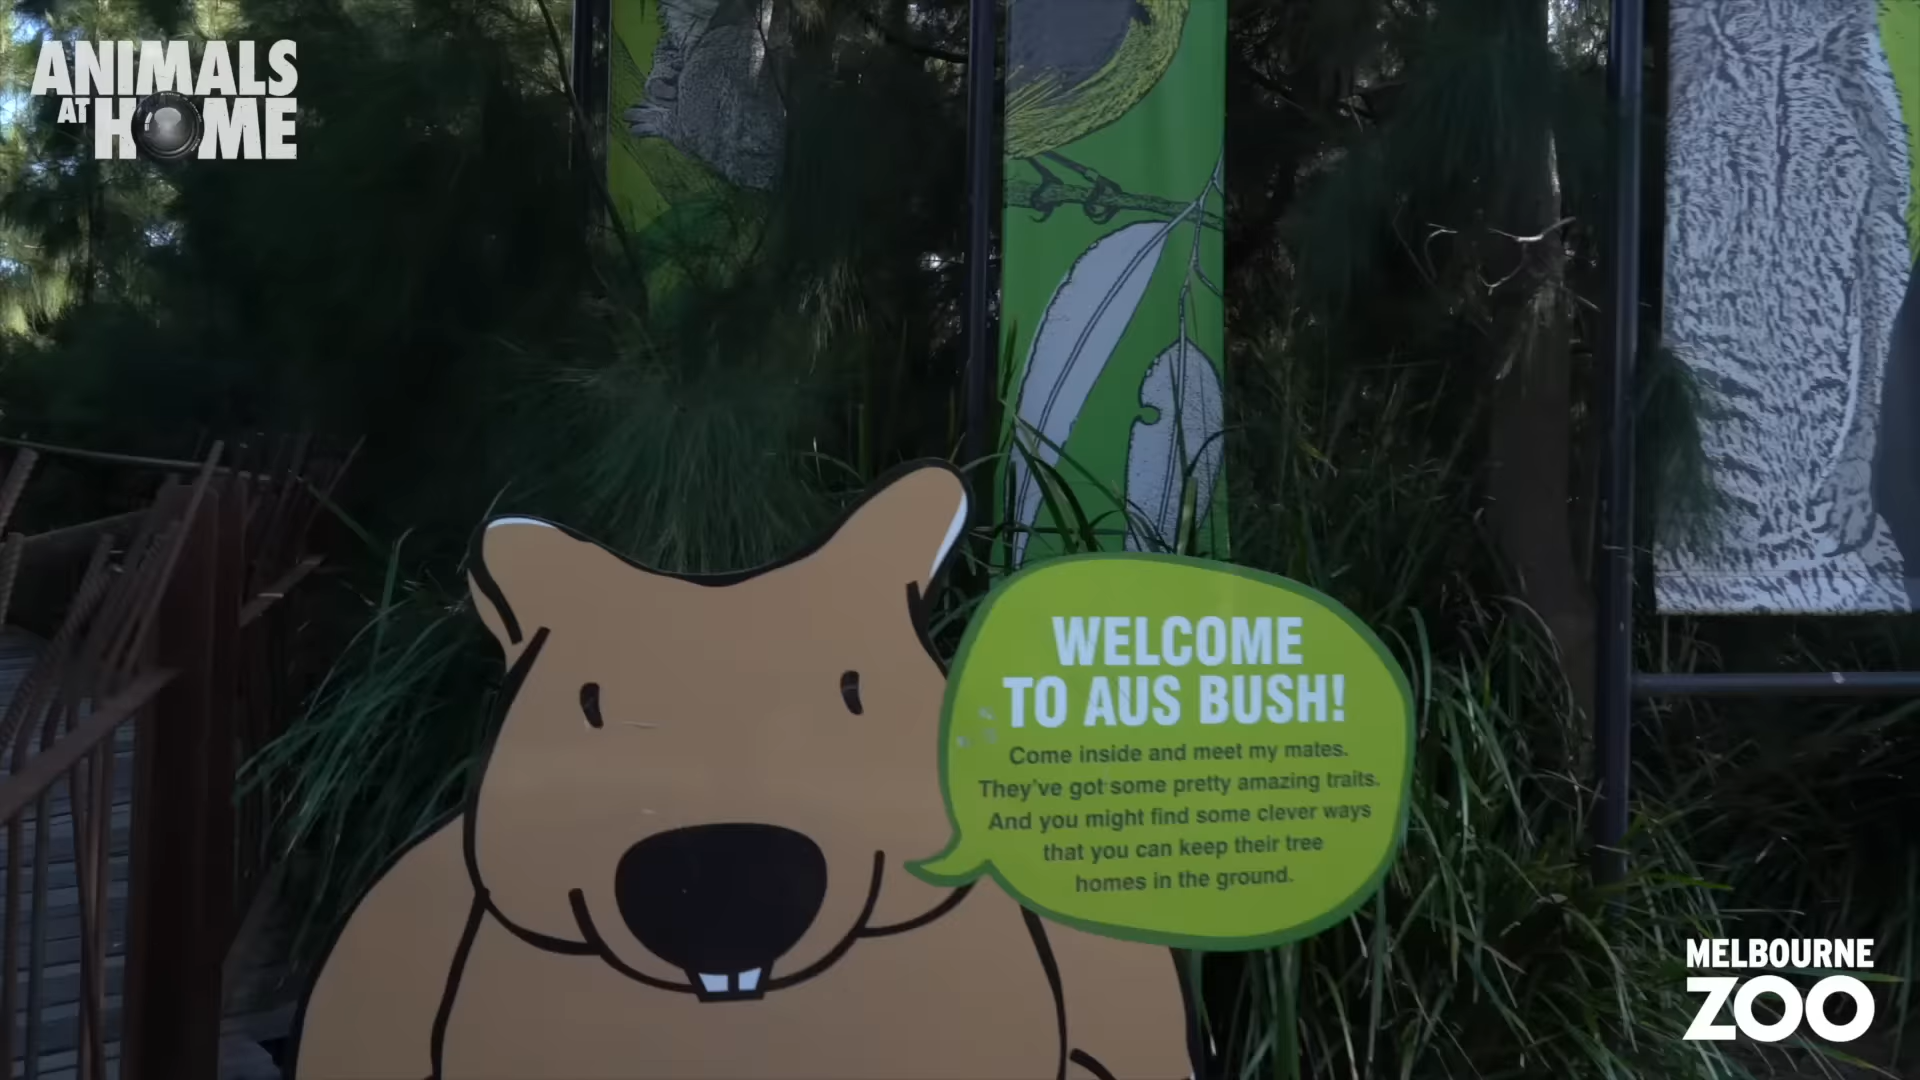 ANIMALS
AT HOME
WELCOME
TO AUS BUSH!
Come inside and meet my mates.
They've got some pretty amazing traits.
And you might find some clever ways
that you can keep their tree
homes in the ground.
MELBOURNE
ZOO